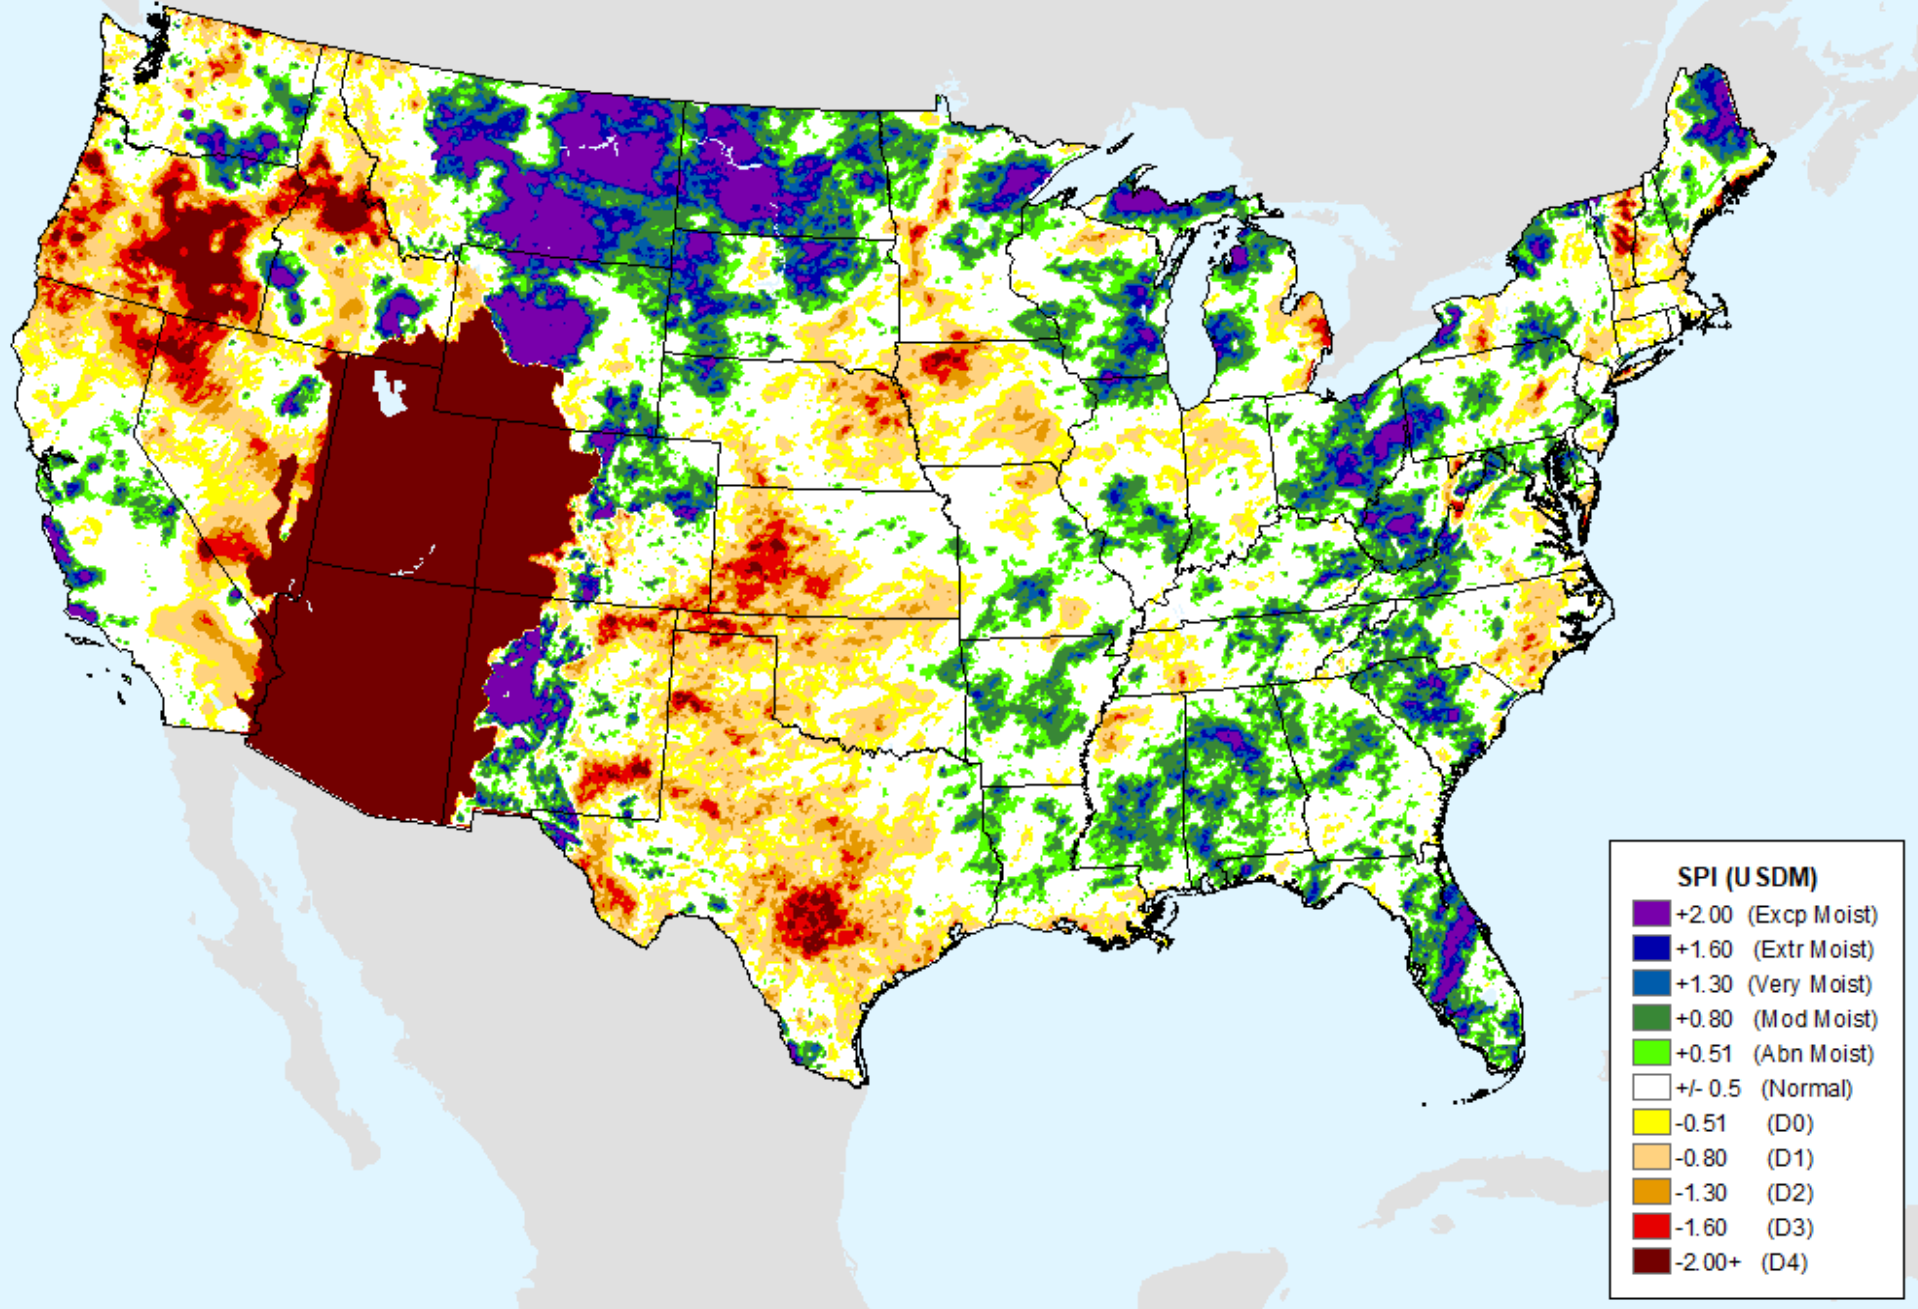 SPI (USDM)
+2.00 (Excp Moist)
+1.60 (Extr Moist)
+1.30 (Very Moist)
+0.80 (Mod Moist)
+0.51 (Abn Moist)
+/- 0.5 (Normal)
-0.51 (D0)
-0.80 (D1)
-1.30 (D2)
-1.60 (D3)
-2.00+ (D4)